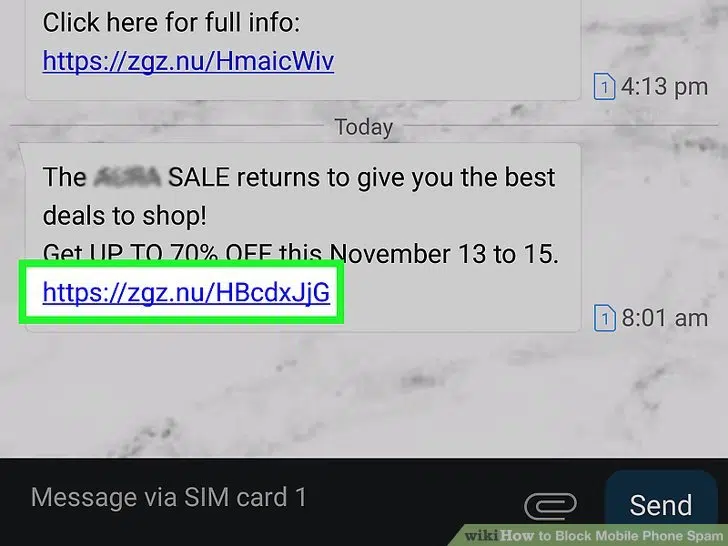 Click here for full info:
https://zgz.nu/HmaicWiv
1 4:13 pm
Today
The SALE returns to give you the best
deals to shop!
Get UP TO 70% OFF this November 13 to 15.
https://zgz.nu/HBcdxJjG
1 8:01 am
Message via SIM card 1
Send
wikiHow to Block Mobile Phone Spam